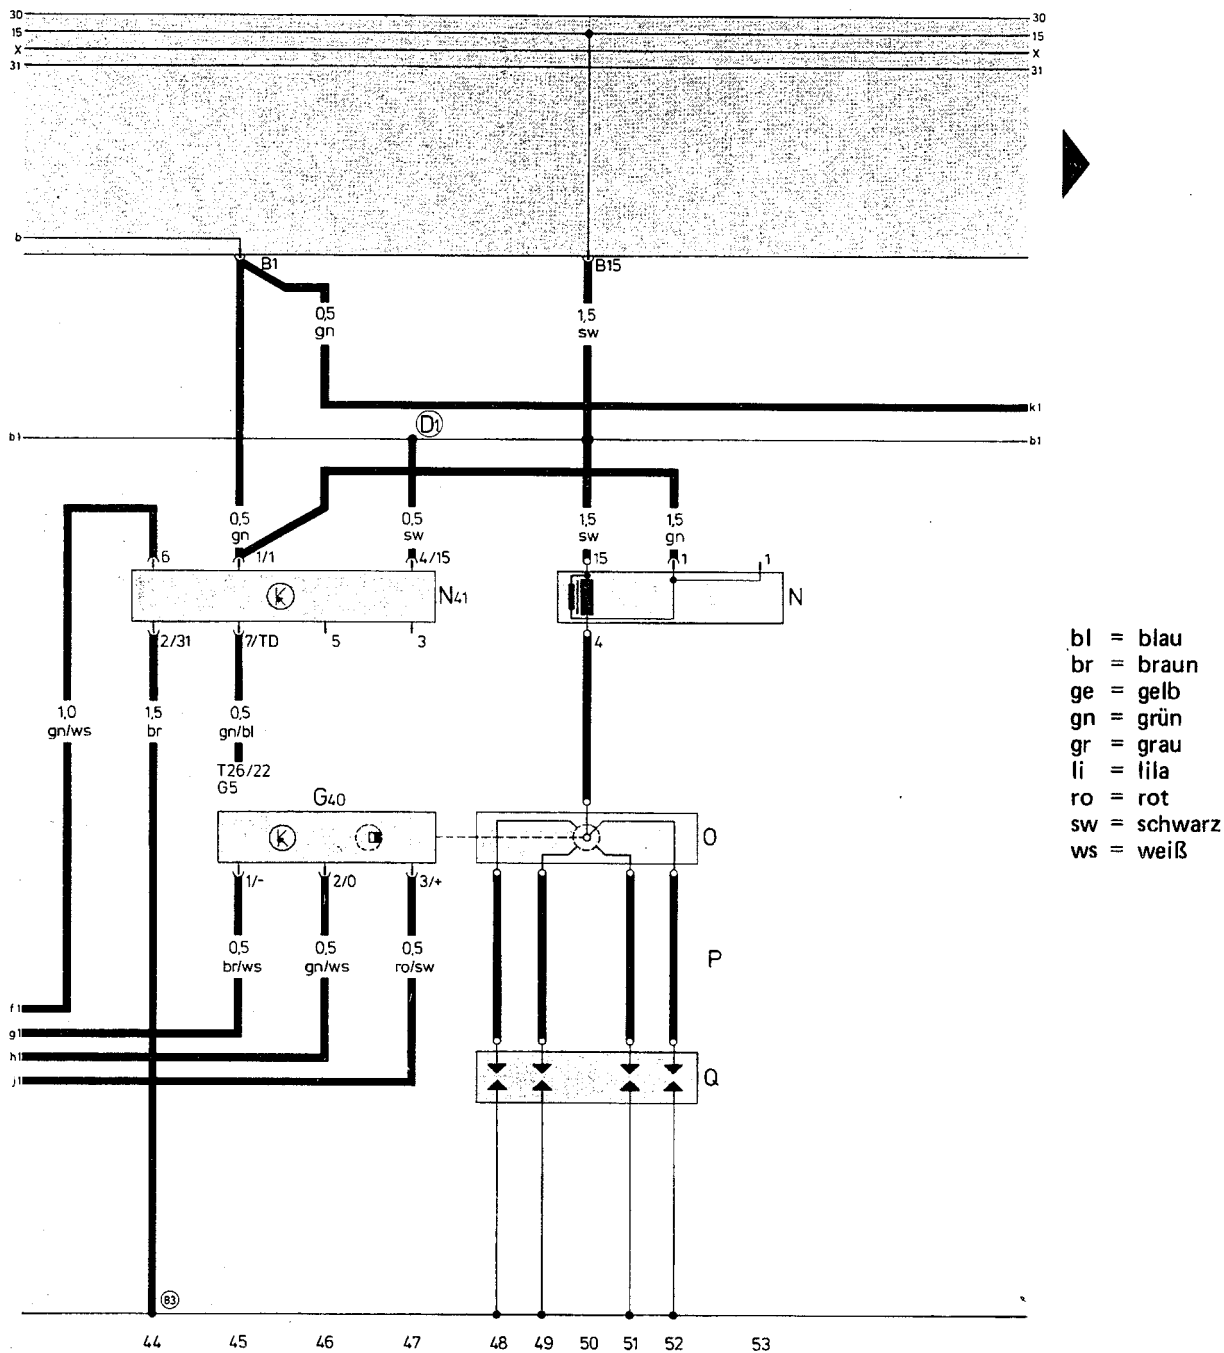 30 30
15 15
X X
31 31
b
B1 B15
0,5 1,5
gn sw
k1
D1
b1 b1
0,5 0,5 1,5 1,5
gn sw sw gn
6 1/1 4/15 15 1 1
K N41 N
2/31 7/TD 5 3 4
bl = blau
br = braun
ge = gelb
gn = grün
gr = grau
li = lila
ro = rot
sw = schwarz
ws = weiß
1,0 1,5 0,5
gn/ws br gn/bl
T26/22
G5
G40
K O
1/- 2/0 3/+
0,5 0,5 0,5
br/ws gn/ws ro/sw
P
f1
g1
h1
j1
Q
83
44 45 46 47 48 49 50 51 52 53